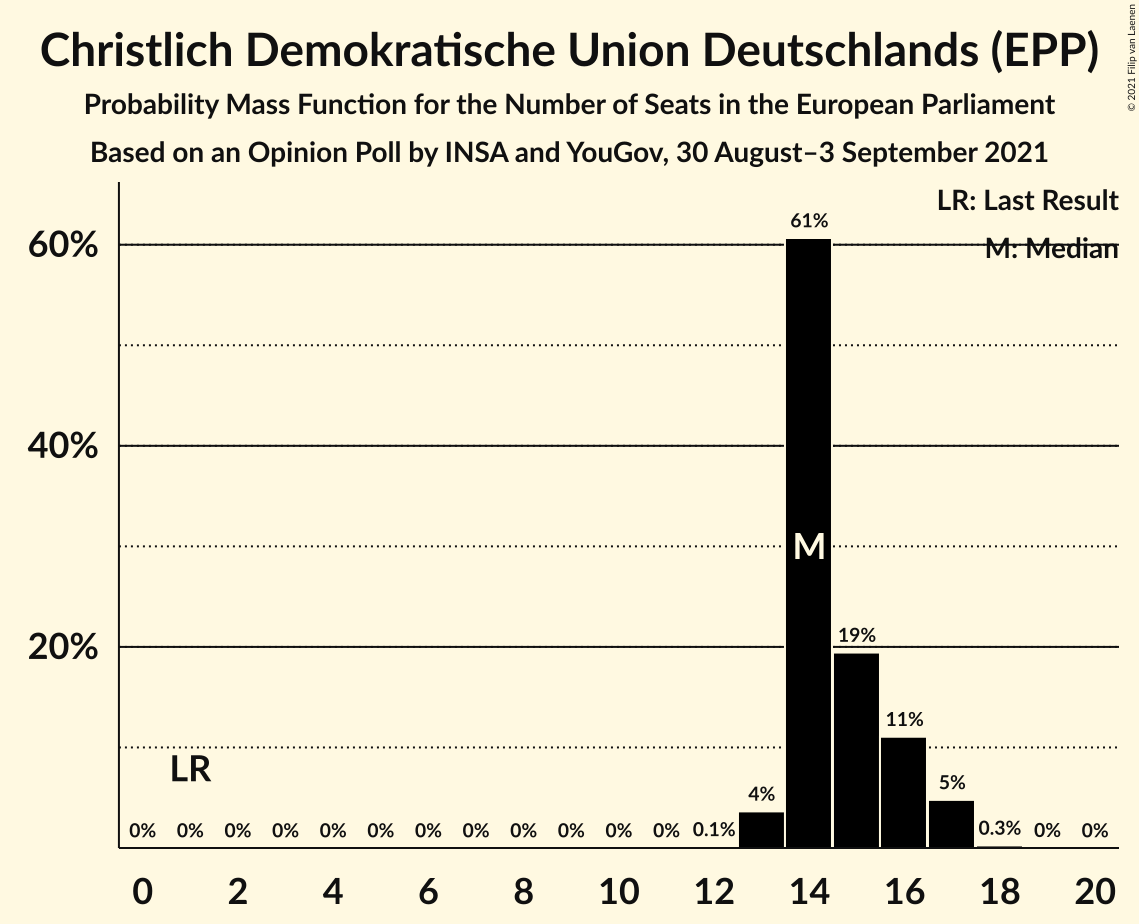 Christlich Demokratische Union Deutschlands (EPP)
Probability Mass Function for the Number of Seats in the European Parliament
Based on an Opinion Poll by INSA and YouGov, 30 August–3 September 2021
© 2021 Filip van Laenen
LR: Last Result
M: Median
60%
40%
20%
61%
M
19%
11%
LR
4%
5%
0% 0% 0% 0% 0% 0% 0% 0% 0% 0% 0% 0% 0.1% 0.3% 0% 0%
0 2 4 6 8 10 12 14 16 18 20